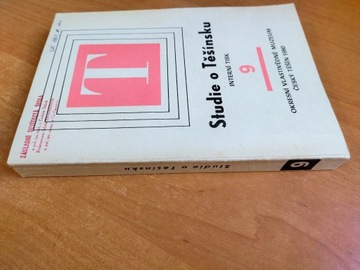 T
Studie o Těšínsku
INTERNÍ TISK
9
OKRESNÍ VLASTIVĚDNÉ MUZEUM
ČESKÝ TĚŠÍN 1980
Studie o Těšínsku
9